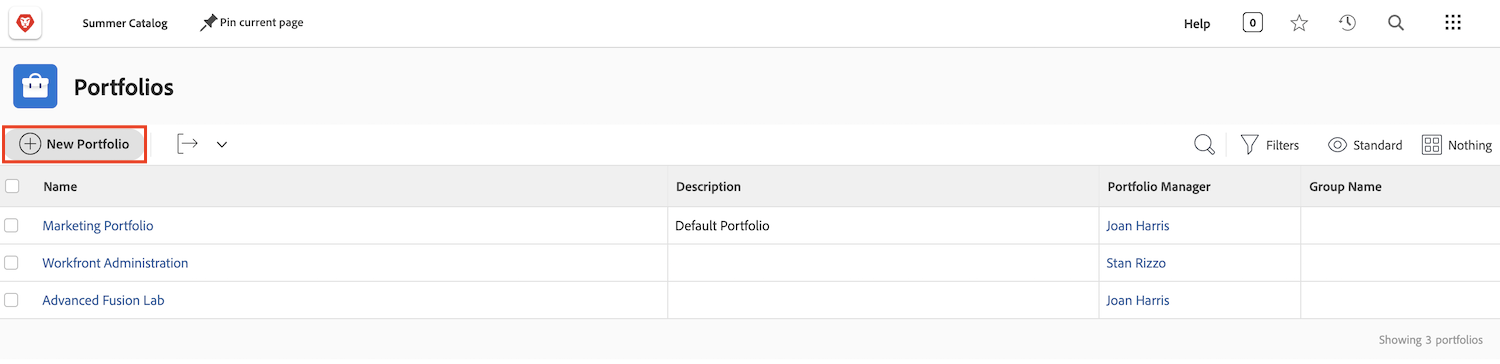 Summer Catalog Pin current page Help 0
Portfolios
New Portfolio Filters Standard Nothing
Name Description Portfolio Manager Group Name
Marketing Portfolio Default Portfolio Joan Harris
Workfront Administration Stan Rizzo
Advanced Fusion Lab Joan Harris
Showing 3 portfolios